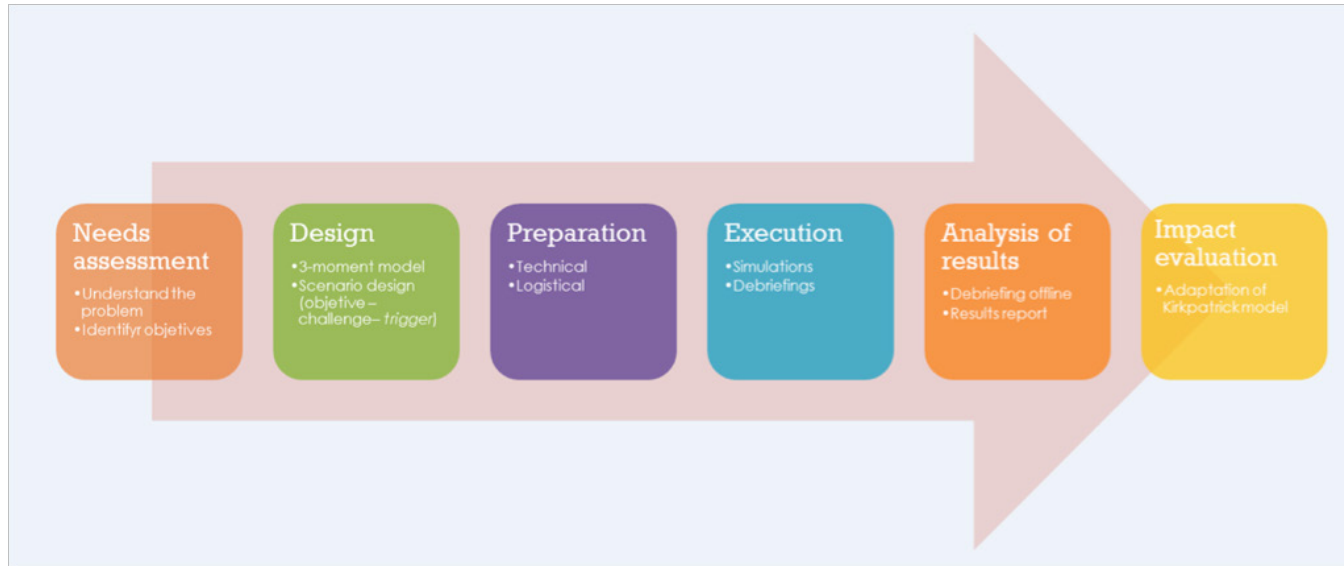 Needs
assessment
•Understand the
problem
•Identifyr objetives
Design
•3-moment model
•Scenario design
(objetive –
challenge– trigger)
Preparation
•Technical
•Logistical
Execution
•Simulations
•Debriefings
Analysis of
results
•Debriefing offline
•Results report
Impact
evaluation
•Adaptation of
Kirkpatrick model